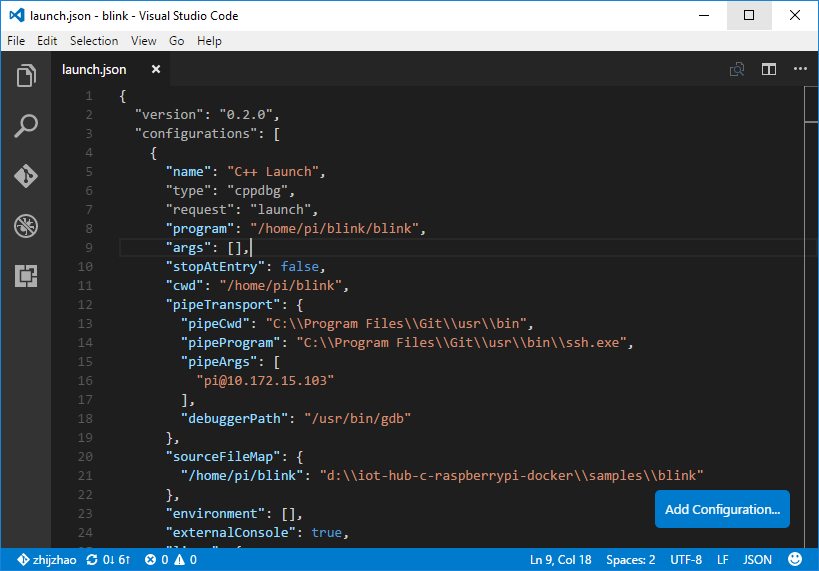 launch.json - blink - Visual Studio Code
File Edit Selection View Go Help
launch.json
1 {
2 "version": "0.2.0",
3 "configurations": [
4 {
5 "name": "C++ Launch",
6 "type": "cppdbg",
7 "request": "launch",
8 "program": "/home/pi/blink/blink",
9 "args": [],
10 "stopAtEntry": false,
11 "cwd": "/home/pi/blink",
12 "pipeTransport": {
13 "pipeCwd": "C:\\Program Files\\Git\\usr\\bin",
14 "pipeProgram": "C:\\Program Files\\Git\\usr\\bin\\ssh.exe",
15 "pipeArgs": [
16 "pi@10.172.15.103"
17 ],
18 "debuggerPath": "/usr/bin/gdb"
19 },
20 "sourceFileMap": {
21 "/home/pi/blink": "d:\\iot-hub-c-raspberrypi-docker\\samples\\blink"
22 },
23 "environment": [],
24 "externalConsole": true,
Add Configuration...
zhijzhao 0↓ 6↑ 0 0 Ln 9, Col 18 Spaces: 2 UTF-8 LF JSON